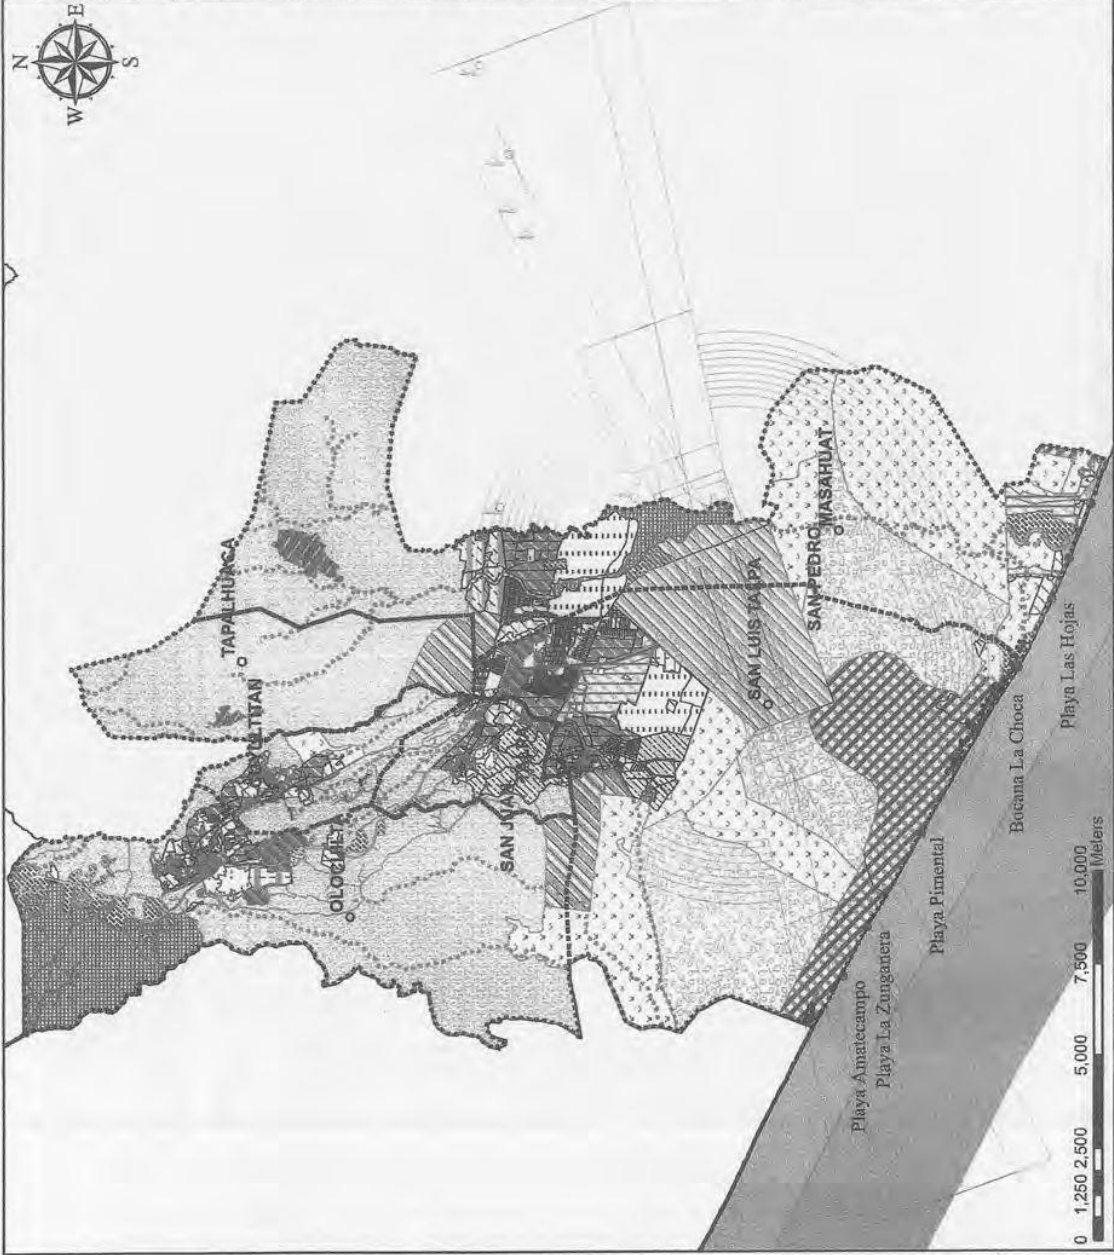 N
E
W
S
TAPALHUACA
OLOCUILTA
SAN JUAN
SAN LUIS TALPA
SAN PEDRO
MASAHUAT
Playa Amatecampo
Playa La Zunganera
Playa Pimental
Bocana La Choca
Playa Las Hojas
0 1,250 2,500 5,000 7,500 10,000
Meters